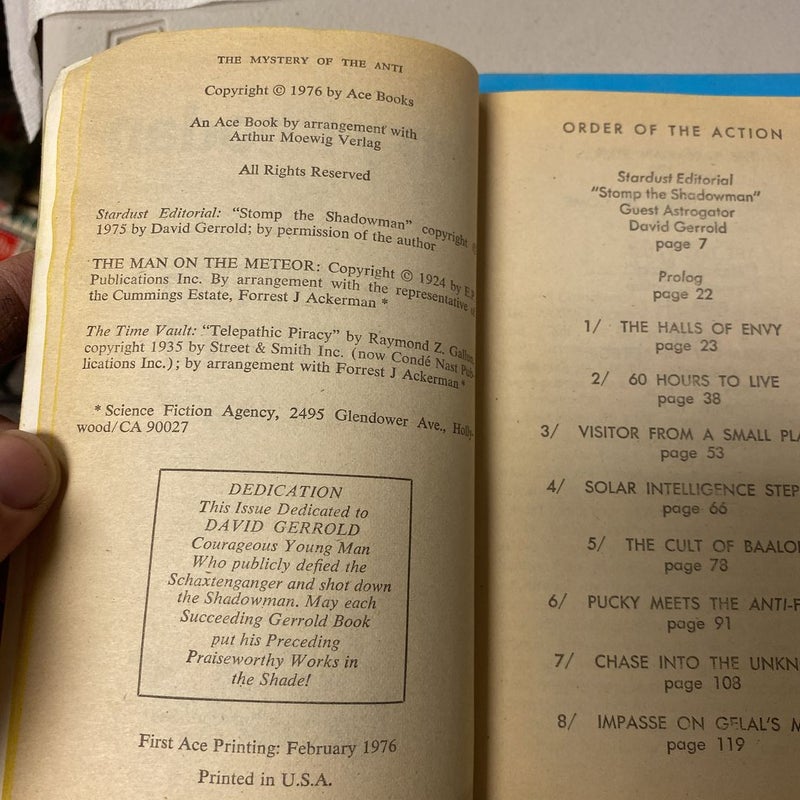 THE MYSTERY OF THE ANTI
Copyright © 1976 by Ace Books
An Ace Book by arrangement with
Arthur Moewig Verlag
All Rights Reserved
Stardust Editorial: "Stomp the Shadowman" copyright ©
1975 by David Gerrold; by permission of the author
THE MAN ON THE METEOR: Copyright © 1924 by E.P.
Publications Inc. By arrangement with the representative of
the Cummings Estate, Forrest J Ackerman *
The Time Vault: "Telepathic Piracy" by Raymond Z. Gallun
copyright 1935 by Street & Smith Inc. (now Condé Nast Pub-
lications Inc.); by arrangement with Forrest J Ackerman *
* Science Fiction Agency, 2495 Glendower Ave., Holly-
wood/CA 90027
DEDICATION
This Issue Dedicated to
DAVID GERROLD
Courageous Young Man
Who publicly defied the
Schaxtenganger and shot down
the Shadowman. May each
Succeeding Gerrold Book
put his Preceding
Praiseworthy Works in
the Shade!
First Ace Printing: February 1976
Printed in U.S.A.
ORDER OF THE ACTION
Stardust Editorial
"Stomp the Shadowman"
Guest Astrogator
David Gerrold
page 7
Prolog
page 22
1/ THE HALLS OF ENVY
page 23
2/ 60 HOURS TO LIVE
page 38
3/ VISITOR FROM A SMALL PLA
page 53
4/ SOLAR INTELLIGENCE STEP
page 66
5/ THE CULT OF BAALO
page 78
6/ PUCKY MEETS THE ANTI-F
page 91
7/ CHASE INTO THE UNKN
page 108
8/ IMPASSE ON GELAL'S M
page 119